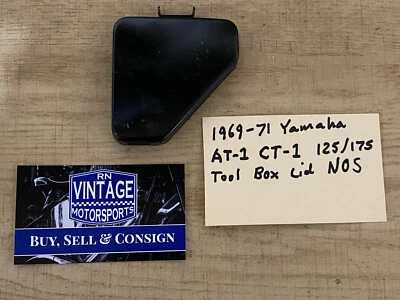 1969-71 Yamaha
AT-1 CT-1 125/175
Tool Box Lid NOS
RN
VINTAGE
MOTORSPORTS
BUY, SELL & CONSIGN